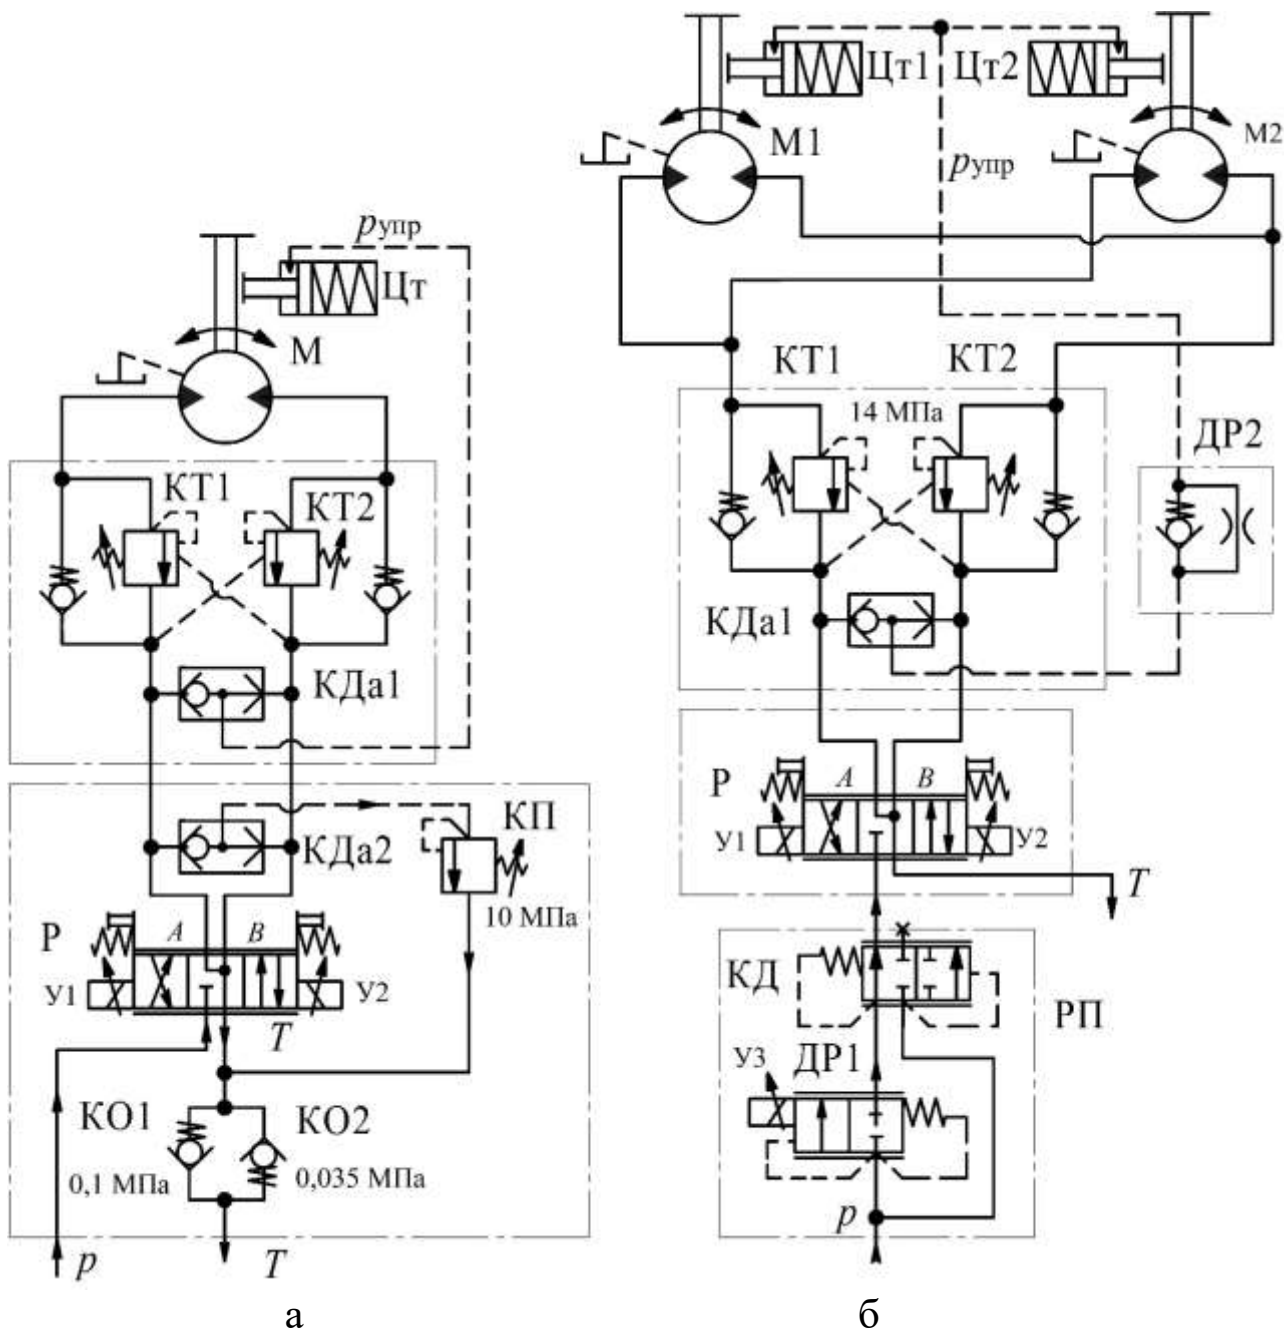 pупр
Цт
М
КТ1
КТ2
КДа1
КДа2
КП
10 МПа
Р
A
B
У1
У2
T
КО1
КО2
0,1 МПа
0,035 МПа
p
T
а
Цт1
Цт2
М1
М2
pупр
КТ1
КТ2
14 МПа
ДР2
КДа1
Р
A
B
У1
У2
T
КД
РП
ДР1
У3
p
б